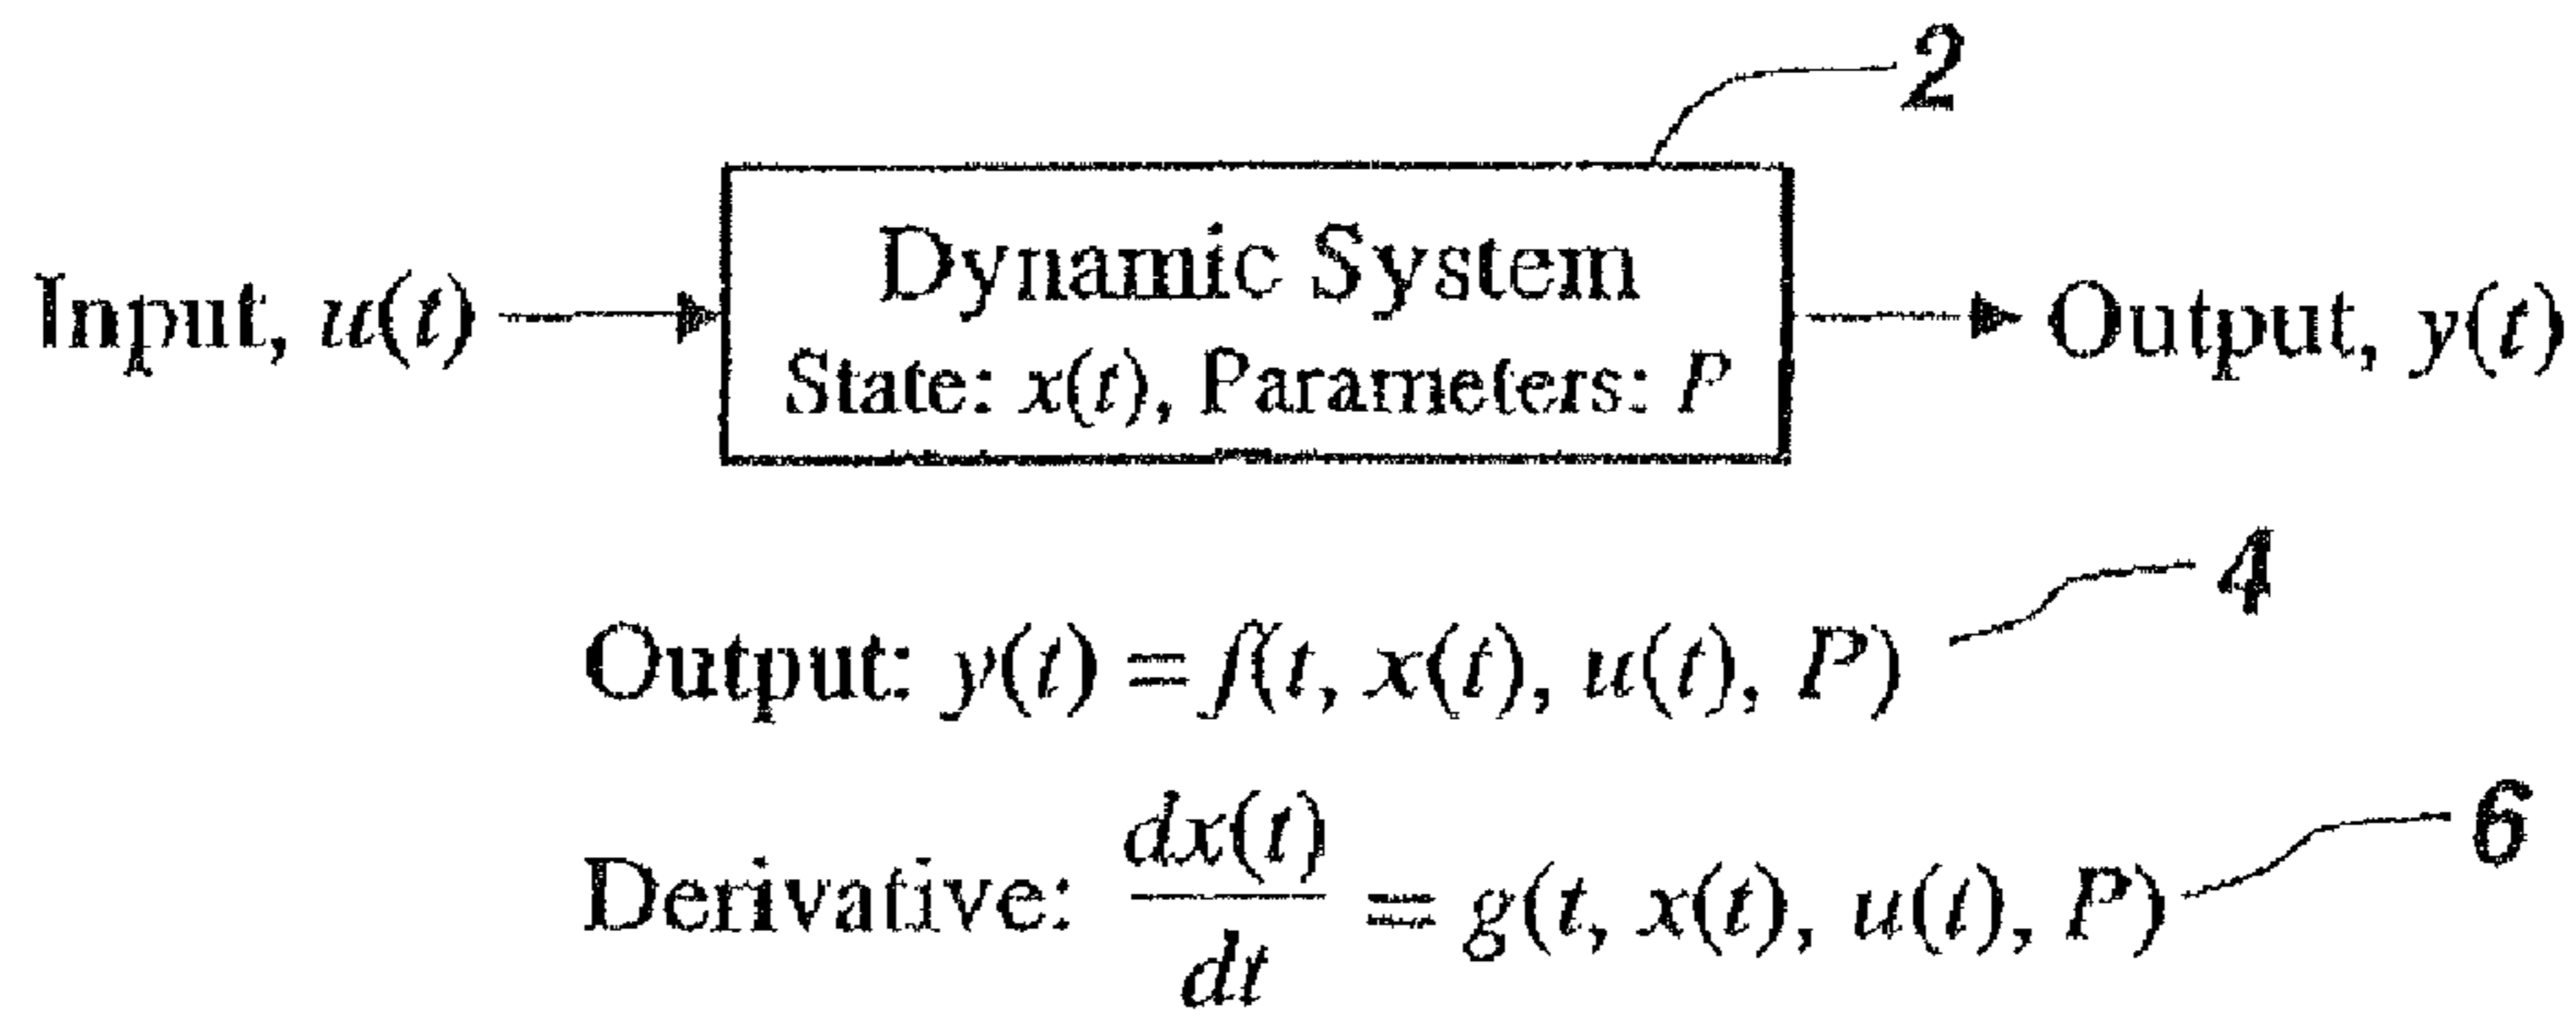 2
Dynamic System
Input, u(t)
Output, y(t)
State: x(t), Parameters: P
4
Output: y(t) = f(t, x(t), u(t), P)
6
Derivative: dx(t)/dt = g(t, x(t), u(t), P)